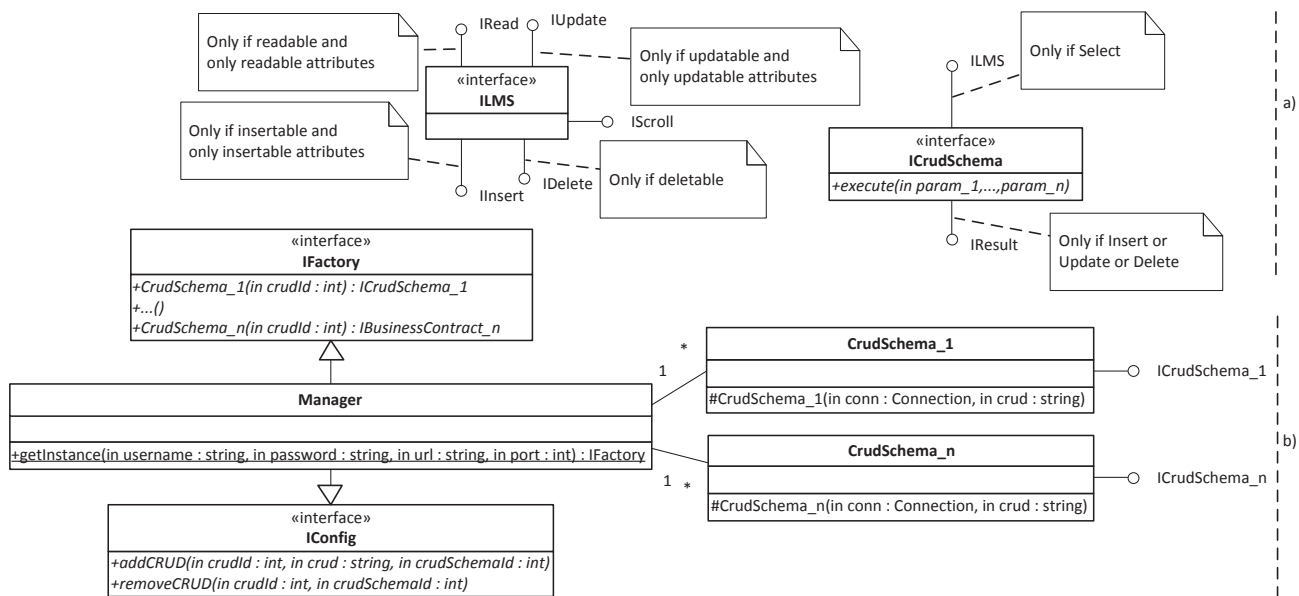 IRead
IUpdate
Only if readable and
only readable attributes
Only if updatable and
only updatable attributes
«interface»
ILMS
IScroll
Only if insertable and
only insertable attributes
IInsert
IDelete
Only if deletable
ILMS
Only if Select
«interface»
ICrudSchema
+execute(in param_1,...,param_n)
IResult
Only if Insert or
Update or Delete
a)
«interface»
IFactory
+CrudSchema_1(in crudId : int) : ICrudSchema_1
+...()
+CrudSchema_n(in crudId : int) : IBusinessContract_n
Manager
+getInstance(in username : string, in password : string, in url : string, in port : int) : IFactory
«interface»
IConfig
+addCRUD(in crudId : int, in crud : string, in crudSchemaId : int)
+removeCRUD(in crudId : int, in crudSchemaId : int)
*
1
CrudSchema_1
#CrudSchema_1(in conn : Connection, in crud : string)
ICrudSchema_1
1
*
CrudSchema_n
#CrudSchema_n(in conn : Connection, in crud : string)
ICrudSchema_n
b)